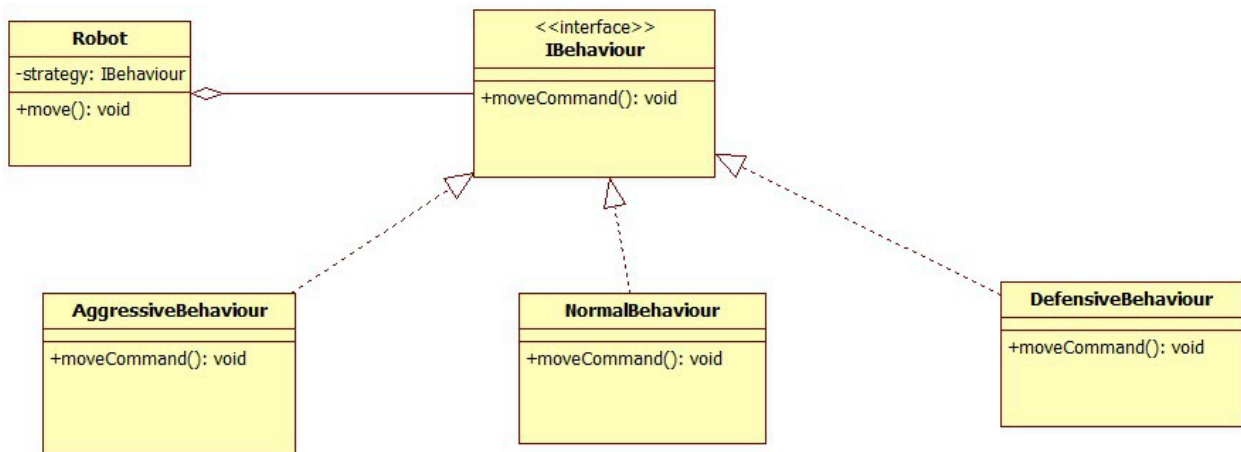 Robot
-strategy: IBehaviour
+move(): void
<<interface>>
IBehaviour
+moveCommand(): void
AggressiveBehaviour
+moveCommand(): void
NormalBehaviour
+moveCommand(): void
DefensiveBehaviour
+moveCommand(): void